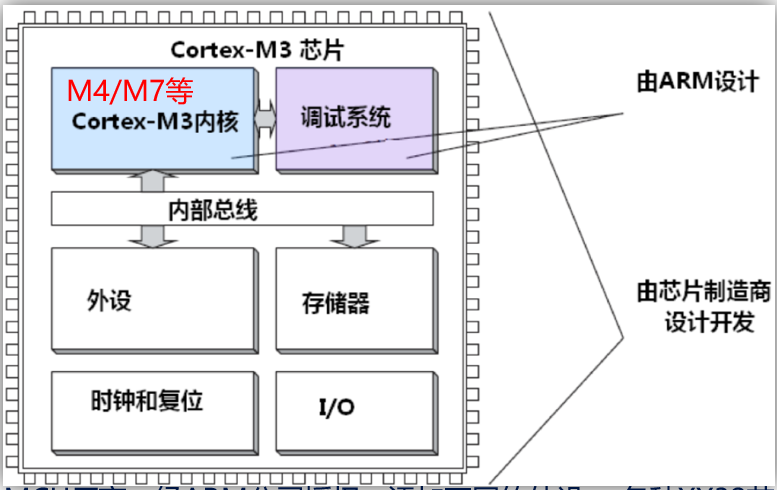 Cortex-M3 芯片
M4/M7等
Cortex-M3内核
调试系统
由ARM设计
内部总线
外设
存储器
由芯片制造商
设计开发
时钟和复位
I/O